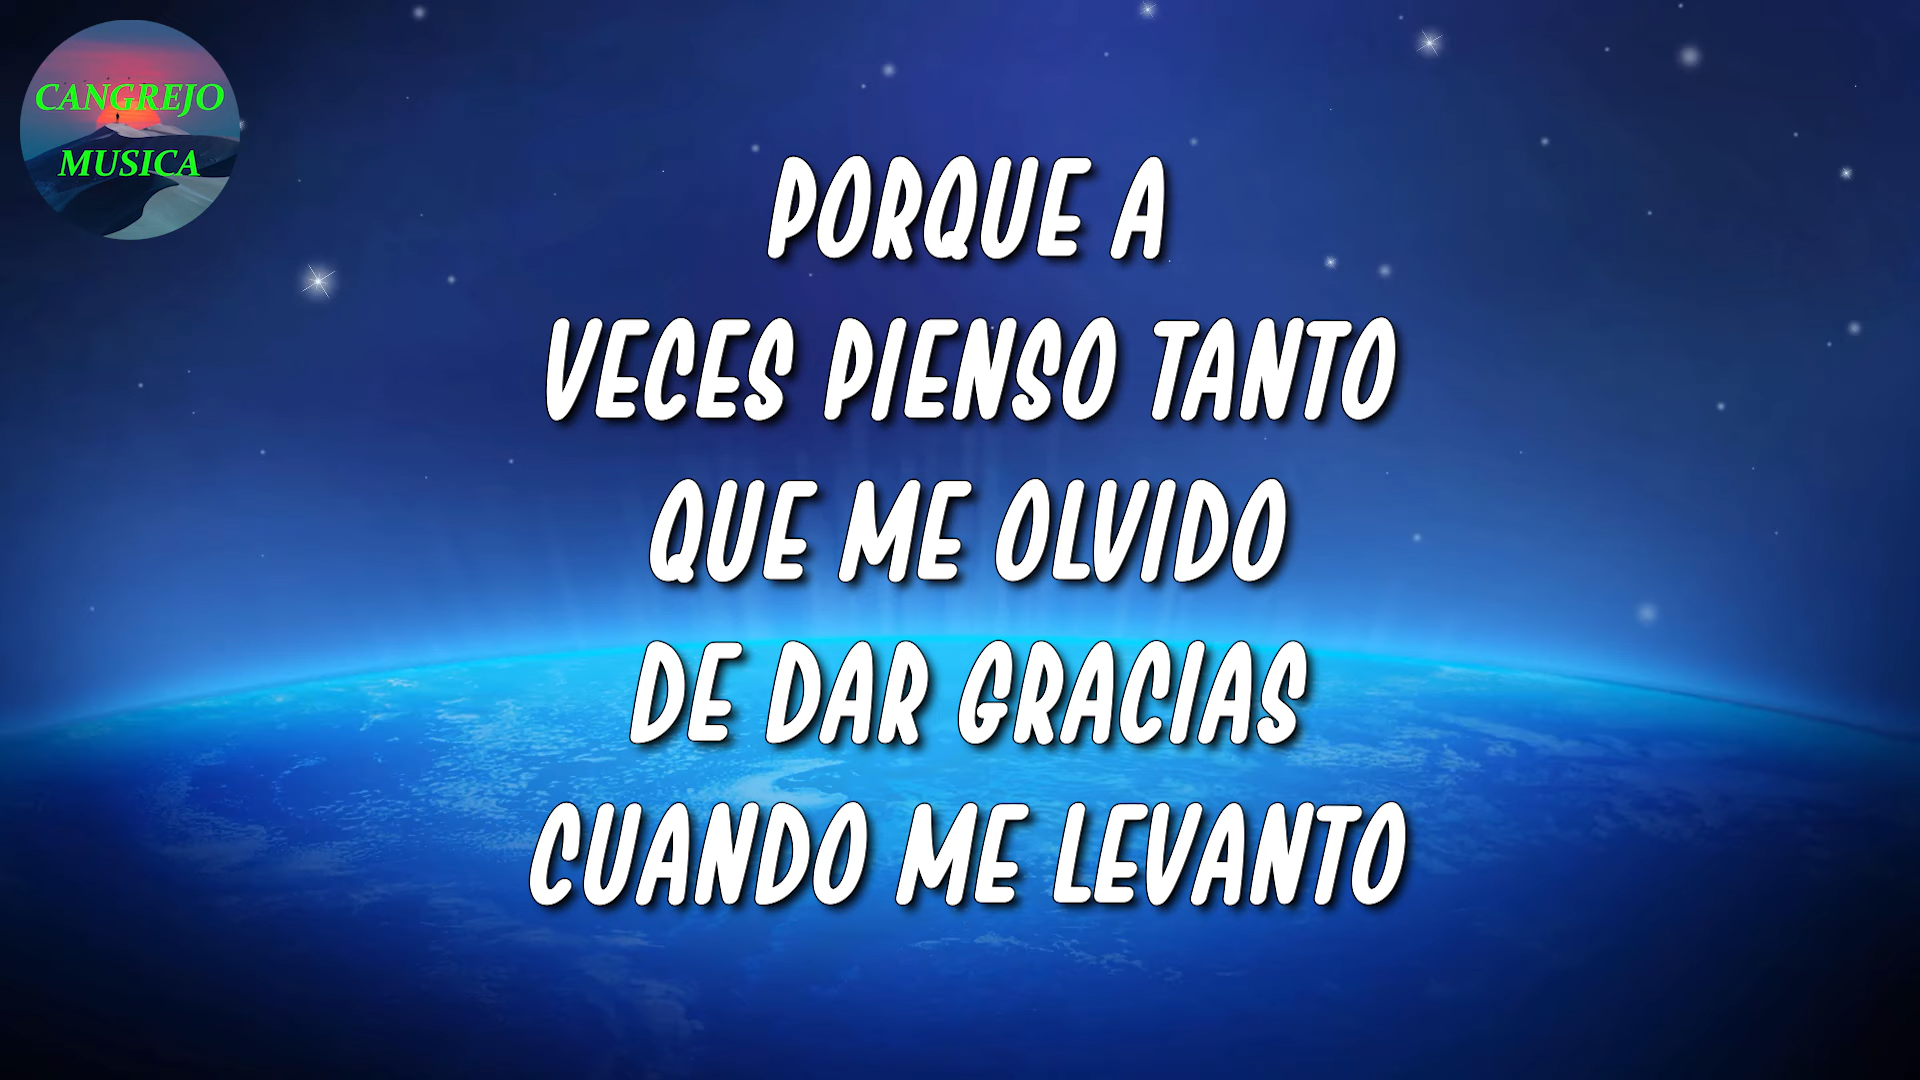 CANGREJO
MUSICA
PORQUE A
VECES PIENSO TANTO
QUE ME OLVIDO
DE DAR GRACIAS
CUANDO ME LEVANTO